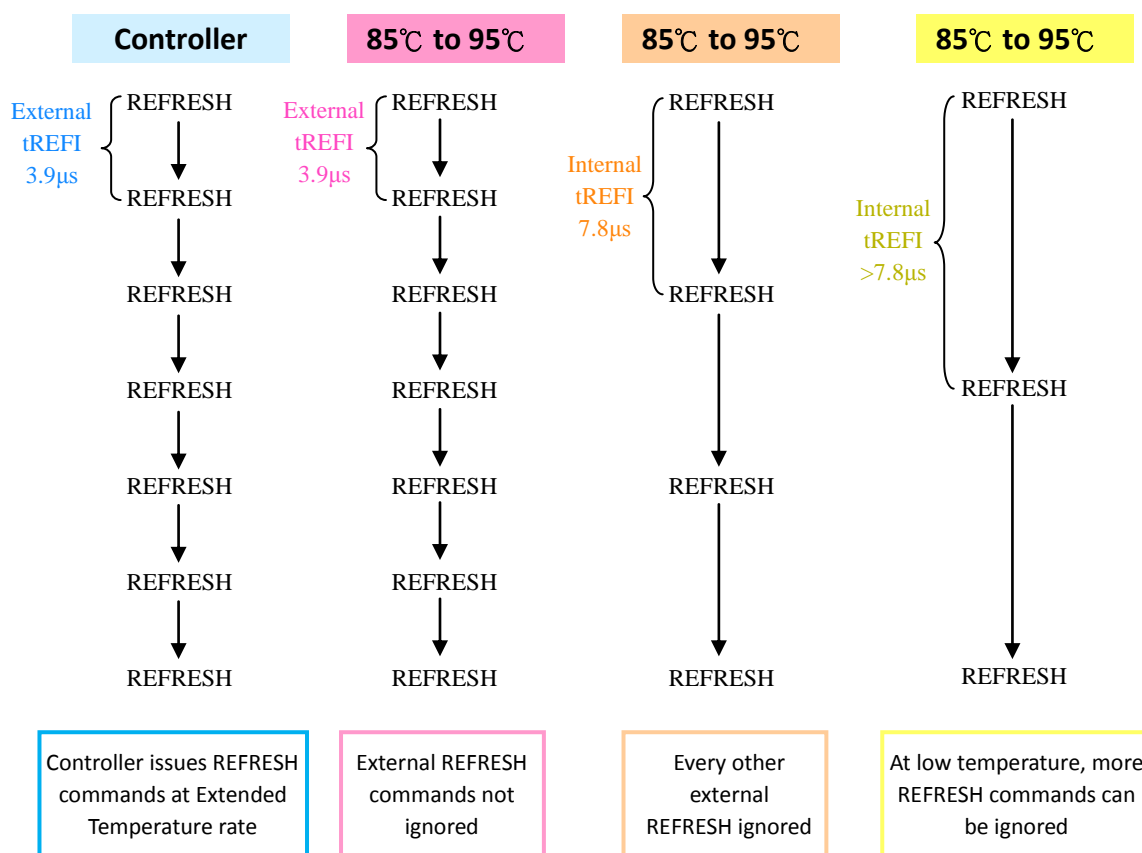 Controller
External
tREFI
3.9μs
REFRESH
REFRESH
REFRESH
REFRESH
REFRESH
REFRESH
REFRESH
Controller issues REFRESH
commands at Extended
Temperature rate
85℃ to 95℃
External
tREFI
3.9μs
REFRESH
REFRESH
REFRESH
REFRESH
REFRESH
REFRESH
REFRESH
External REFRESH
commands not
ignored
85℃ to 95℃
Internal
tREFI
7.8μs
REFRESH
REFRESH
REFRESH
REFRESH
Every other
external
REFRESH ignored
85℃ to 95℃
Internal
tREFI
>7.8μs
REFRESH
REFRESH
REFRESH
At low temperature, more
REFRESH commands can
be ignored